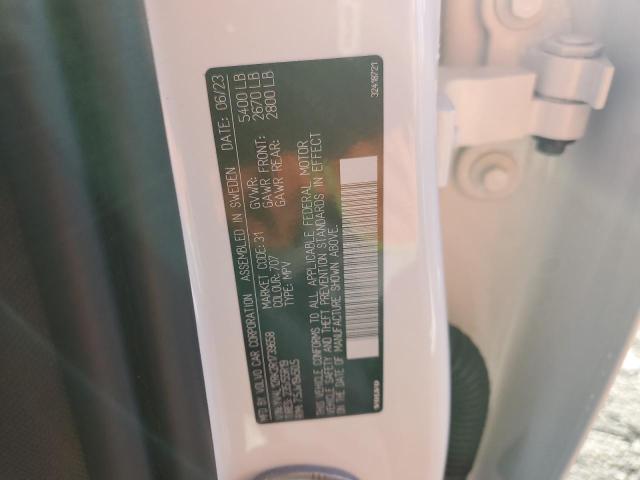 MFD. BY VOLVO CAR CORPORATION ASSEMBLED IN SWEDEN DATE: 06/23
MARKET CODE: 31 GVWR: 5400 LB
COLOUR: 707 GAWR FRONT: 2670 LB
TYPE: MPV GAWR REAR: 2800 LB
THIS VEHICLE CONFORMS TO ALL APPLICABLE FEDERAL MOTOR
VEHICLE SAFETY AND THEFT PREVENTION STANDARDS IN EFFECT
ON THE DATE OF MANUFACTURE SHOWN ABOVE.
VOLVO 32418721